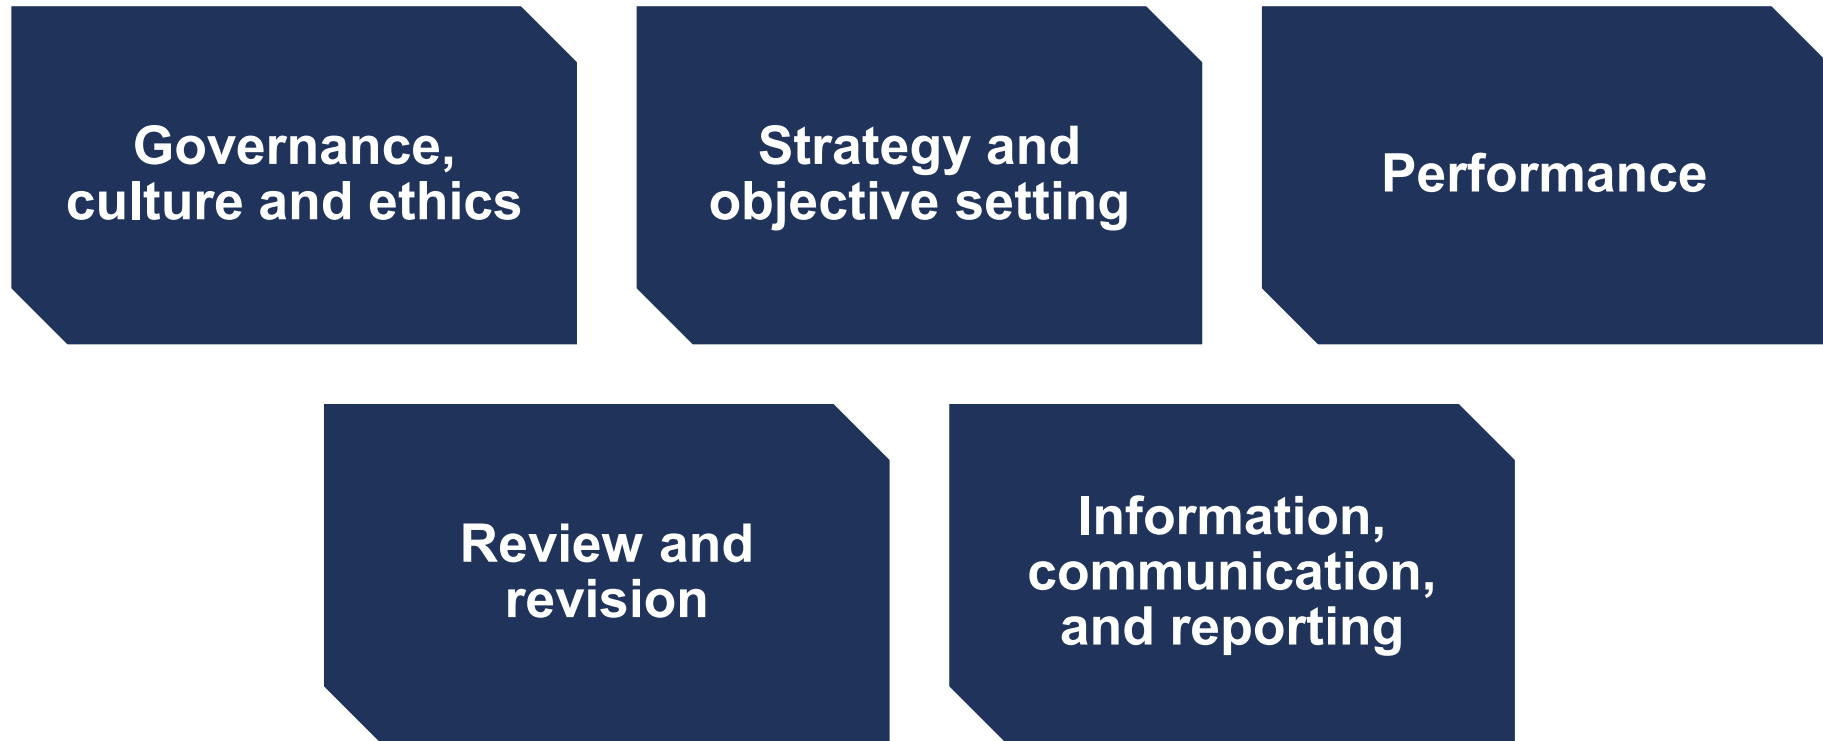 Governance,
culture and ethics
Strategy and
objective setting
Performance
Review and
revision
Information,
communication,
and reporting